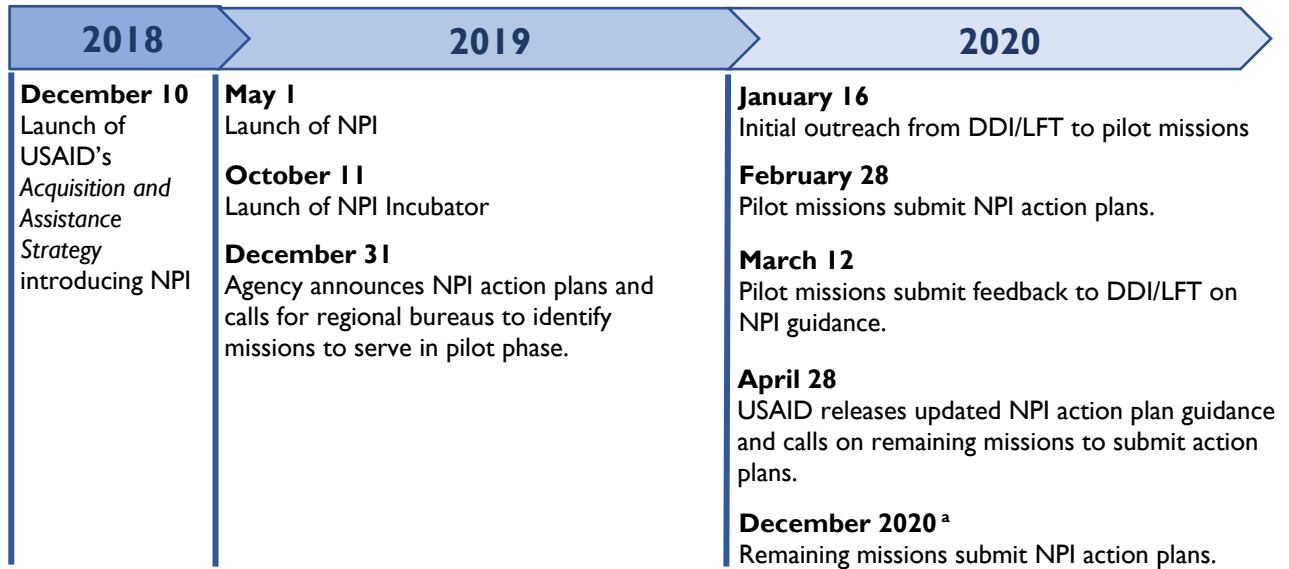 2018
2019
2020
December 10
Launch of
USAID’s
Acquisition and
Assistance
Strategy
introducing NPI
May 1
Launch of NPI
October 11
Launch of NPI Incubator
December 31
Agency announces NPI action plans and
calls for regional bureaus to identify
missions to serve in pilot phase.
January 16
Initial outreach from DDI/LFT to pilot missions
February 28
Pilot missions submit NPI action plans.
March 12
Pilot missions submit feedback to DDI/LFT on
NPI guidance.
April 28
USAID releases updated NPI action plan guidance
and calls on remaining missions to submit action
plans.
December 2020 a
Remaining missions submit NPI action plans.